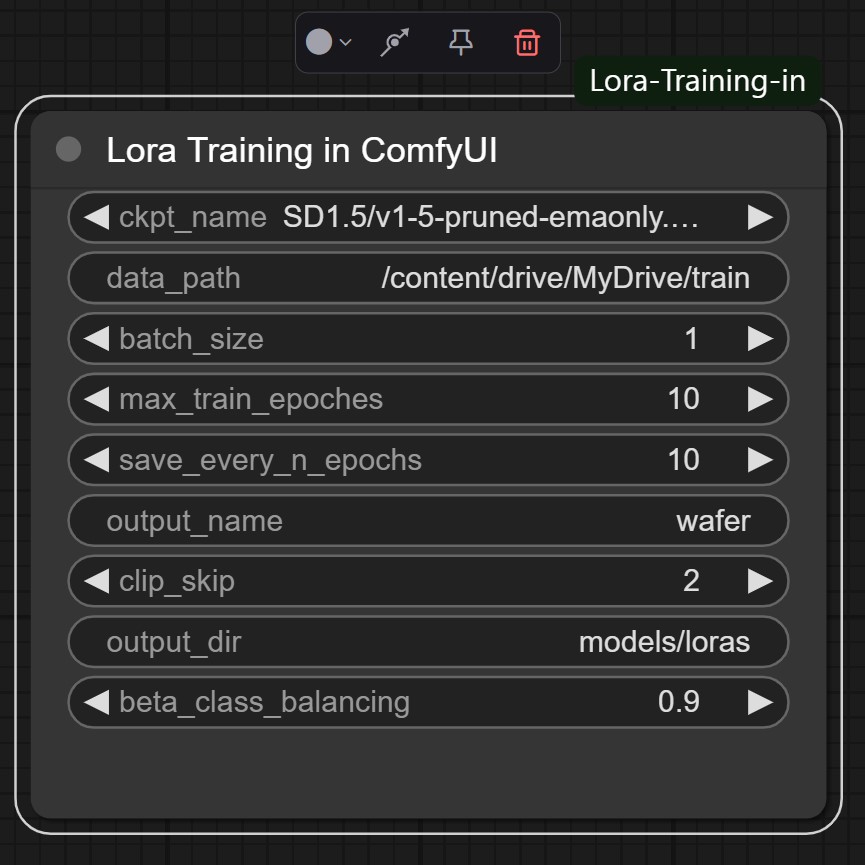 Lora-Training-in
Lora Training in ComfyUI
ckpt_name SD1.5/v1-5-pruned-emaonly....
data_path /content/drive/MyDrive/train
batch_size 1
max_train_epoches 10
save_every_n_epochs 10
output_name wafer
clip_skip 2
output_dir models/loras
beta_class_balancing 0.9